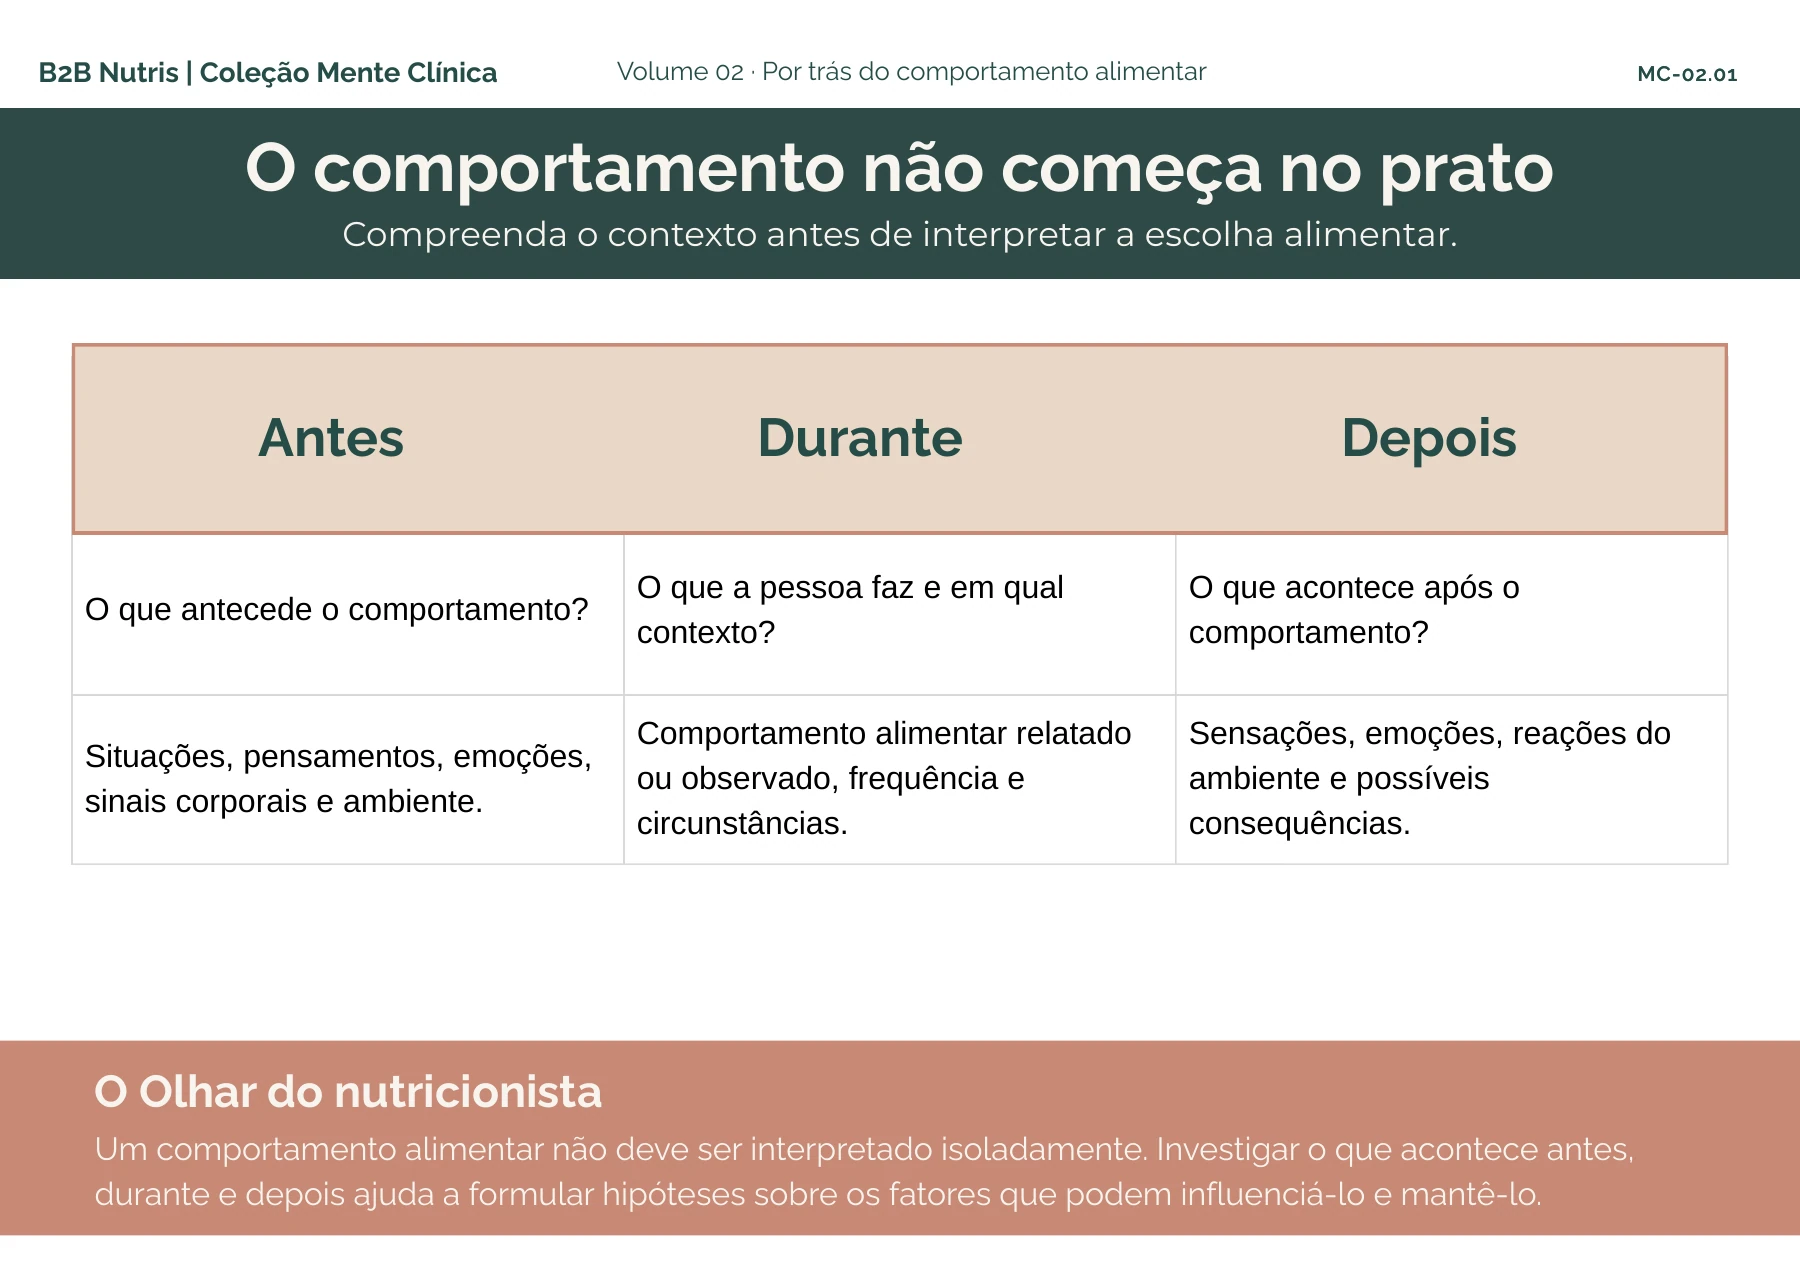 B2B Nutris | Coleção Mente Clínica
Volume 02 · Por trás do comportamento alimentar
MC-02.01
O comportamento não começa no prato
Compreenda o contexto antes de interpretar a escolha alimentar.
Antes
Durante
Depois
O que antecede o comportamento?
O que a pessoa faz e em qual
contexto?
O que acontece após o
comportamento?
Situações, pensamentos, emoções,
sinais corporais e ambiente.
Comportamento alimentar relatado
ou observado, frequência e
circunstâncias.
Sensações, emoções, reações do
ambiente e possíveis
consequências.
O Olhar do nutricionista
Um comportamento alimentar não deve ser interpretado isoladamente. Investigar o que acontece antes,
durante e depois ajuda a formular hipóteses sobre os fatores que podem influenciá-lo e mantê-lo.